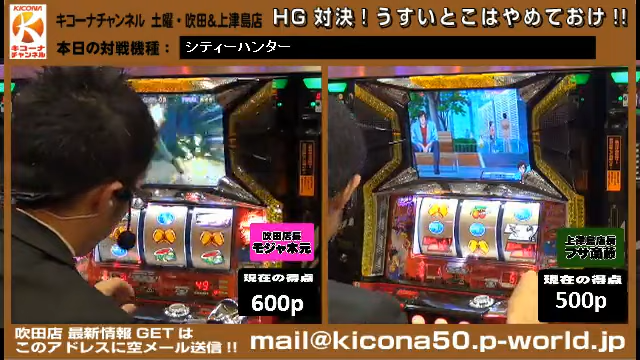 KICONA
キコーナ
チャンネル
キコーナチャンネル 土曜・吹田&上津島店
HG対決!うすいとこはやめておけ!!
本日の対戦機種:
シティーハンター
吹田店長
モジャ木元
現在の得点
600p
上津島店長
現在の得点
500p
49
吹田店 最新情報GETは
このアドレスに空メール送信!!
mail@kicona50.p-world.jp